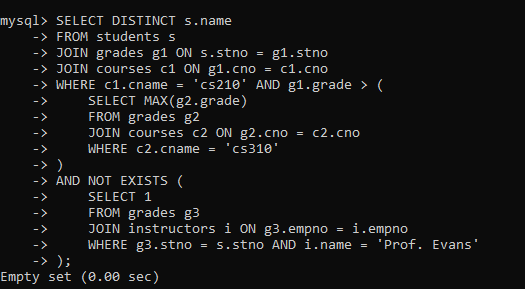 mysql> SELECT DISTINCT s.name
    -> FROM students s
    -> JOIN grades g1 ON s.stno = g1.stno
    -> JOIN courses c1 ON g1.cno = c1.cno
    -> WHERE c1.cname = 'cs210' AND g1.grade > (
    ->     SELECT MAX(g2.grade)
    ->     FROM grades g2
    ->     JOIN courses c2 ON g2.cno = c2.cno
    ->     WHERE c2.cname = 'cs310'
    -> )
    -> AND NOT EXISTS (
    ->     SELECT 1
    ->     FROM grades g3
    ->     JOIN instructors i ON g3.empno = i.empno
    ->     WHERE g3.stno = s.stno AND i.name = 'Prof. Evans'
    -> );
Empty set (0.00 sec)